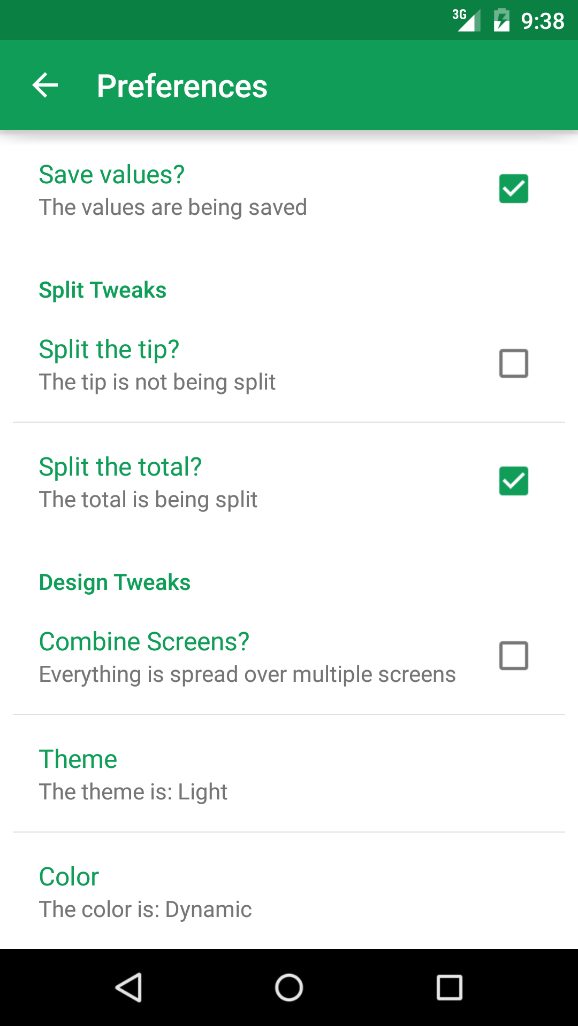 3G 9:38
Preferences
Save values?
The values are being saved
Split Tweaks
Split the tip?
The tip is not being split
Split the total?
The total is being split
Design Tweaks
Combine Screens?
Everything is spread over multiple screens
Theme
The theme is: Light
Color
The color is: Dynamic